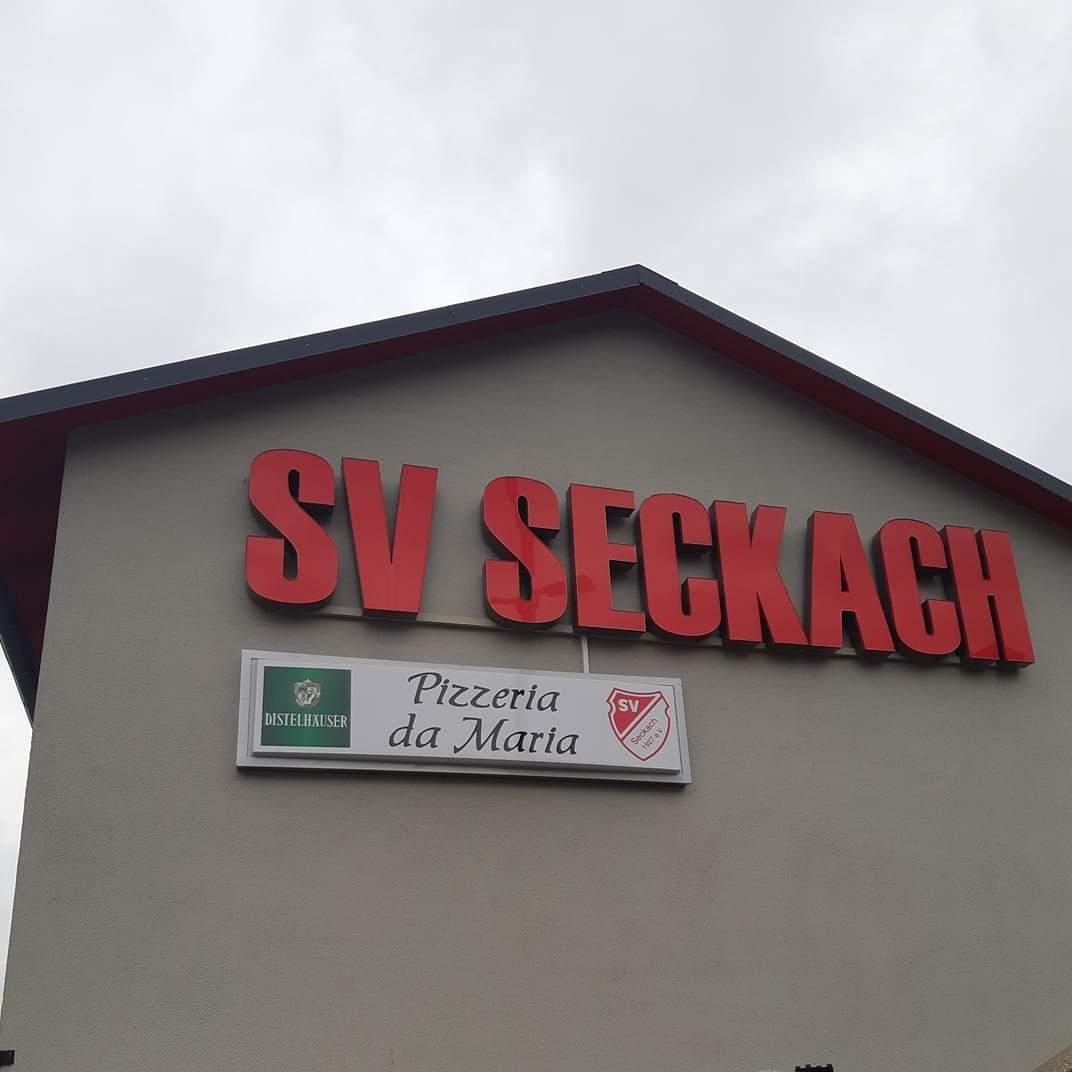 SV SECKACH
DISTELHÄUSER
Pizzeria
da Maria
SV
Seckach
1927 e.V.